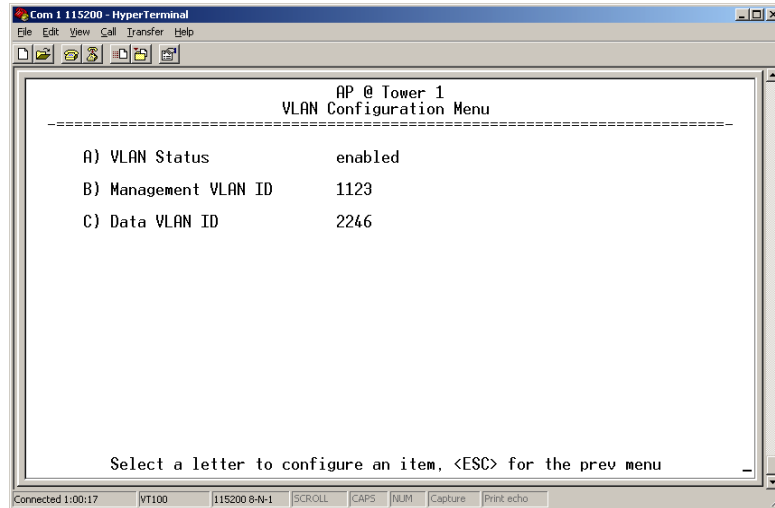 Com 1 115200 - HyperTerminal
File Edit View Call Transfer Help
AP @ Tower 1
VLAN Configuration Menu
-==========================================================================-
A) VLAN Status enabled
B) Management VLAN ID 1123
C) Data VLAN ID 2246
Select a letter to configure an item, <ESC> for the prev menu _
Connected 1:00:17 VT100 115200 8-N-1 SCROLL CAPS NUM Capture Print echo